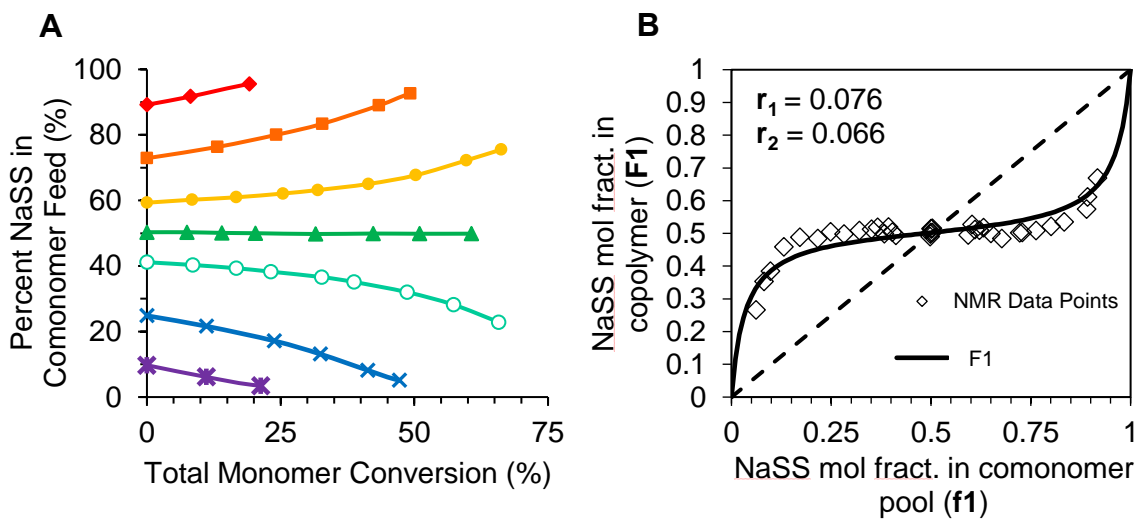 A
Percent NaSS in
Comonomer Feed (%)
100
80
60
40
20
0
0
25
50
75
Total Monomer Conversion (%)
B
NaSS mol fract. in
copolymer (F1)
r1 = 0.076
r2 = 0.066
1
0.9
0.8
0.7
0.6
0.5
0.4
0.3
0.2
0.1
0
NMR Data Points
F1
0
0.25
0.5
0.75
1
NaSS mol fract. in comonomer
pool (f1)